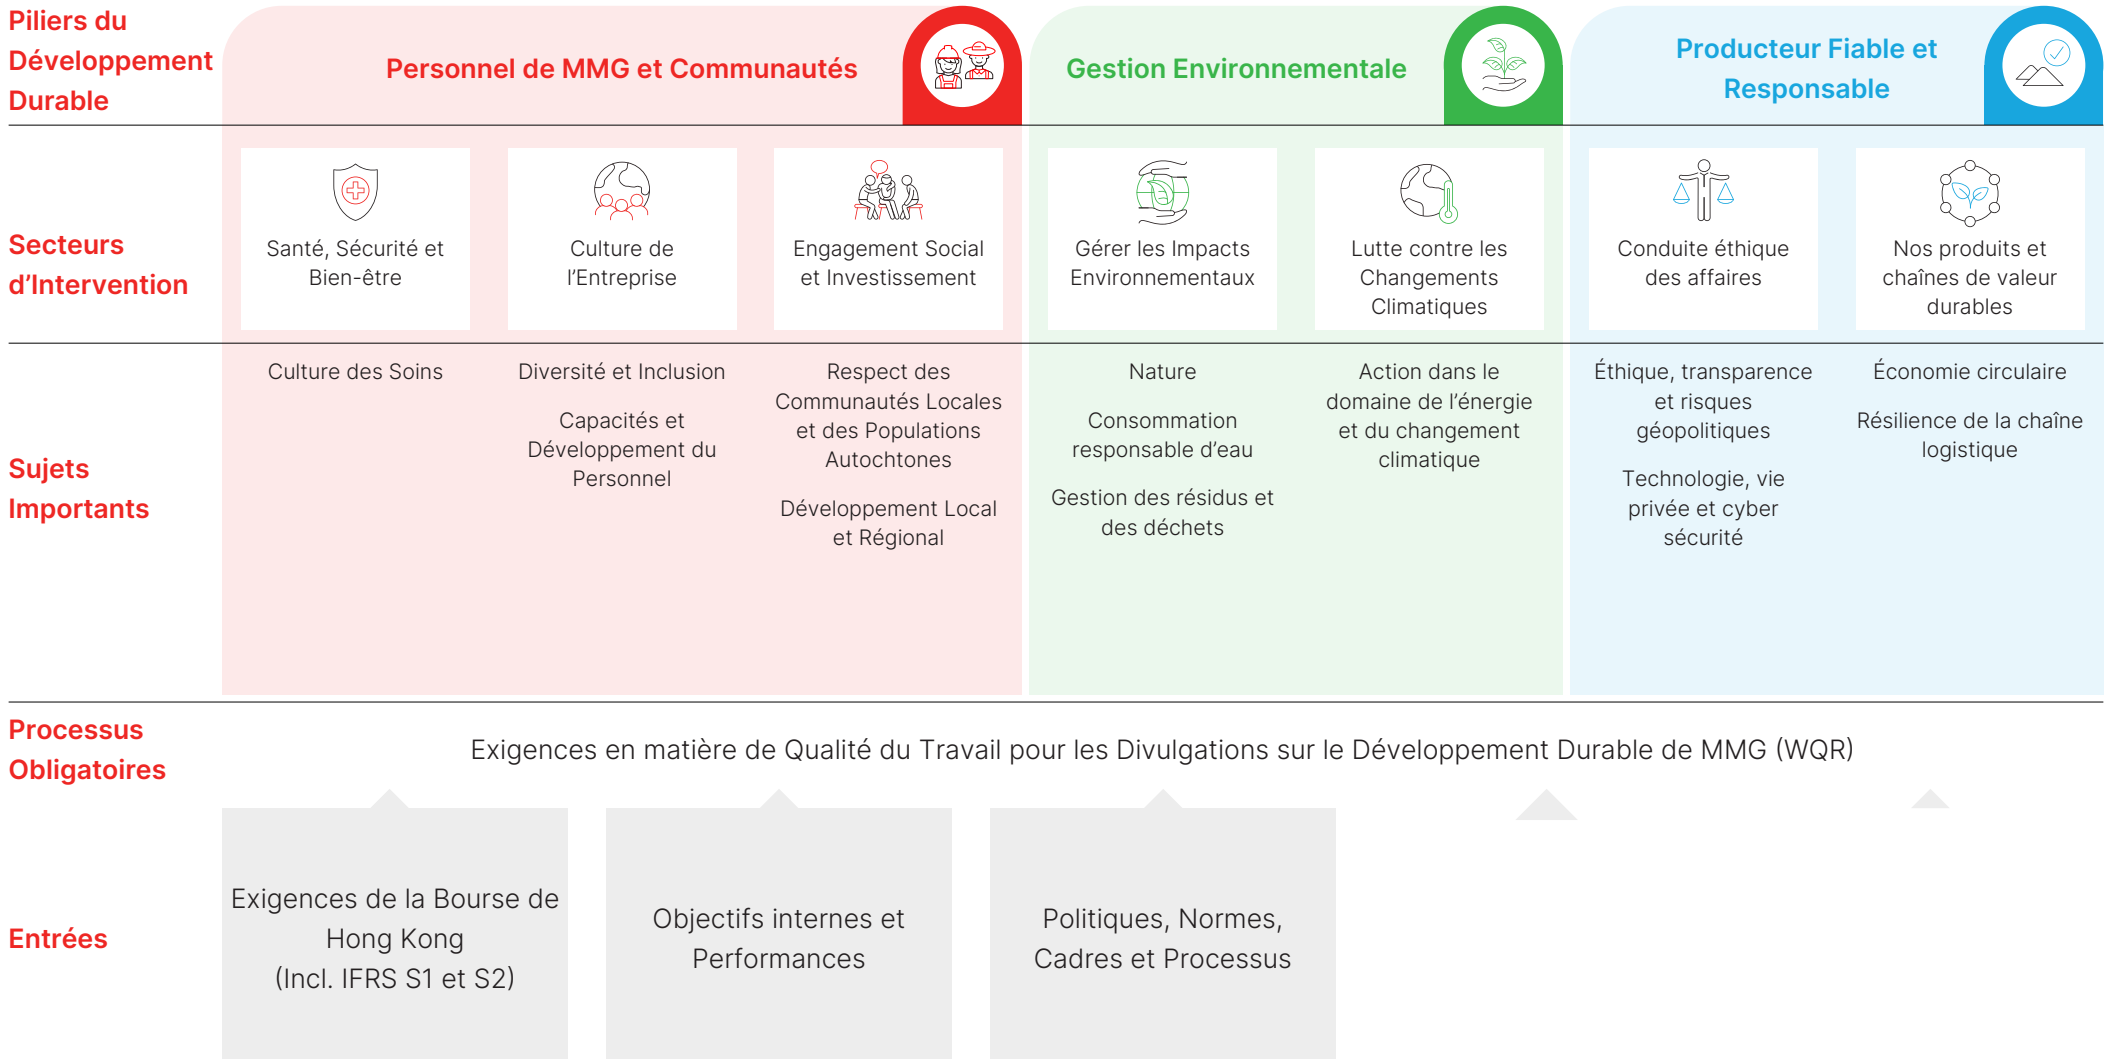 Piliers du
Développement
Durable
Personnel de MMG et Communautés
Gestion Environnementale
Producteur Fiable et
Responsable
Secteurs
d’Intervention
Santé, Sécurité et
Bien-être
Culture de
l’Entreprise
Engagement Social
et Investissement
Gérer les Impacts
Environnementaux
Lutte contre les
Changements
Climatiques
Conduite éthique
des affaires
Nos produits et
chaînes de valeur
durables
Sujets
Importants
Culture des Soins
Diversité et Inclusion
Capacités et
Développement du
Personnel
Respect des
Communautés Locales
et des Populations
Autochtones
Développement Local
et Régional
Nature
Consommation
responsable d’eau
Gestion des résidus et
des déchets
Action dans le
domaine de l’énergie
et du changement
climatique
Éthique, transparence
et risques
géopolitiques
Technologie, vie
privée et cyber
sécurité
Économie circulaire
Résilience de la chaîne
logistique
Processus
Obligatoires
Exigences en matière de Qualité du Travail pour les Divulgations sur le Développement Durable de MMG (WQR)
Entrées
Exigences de la Bourse de
Hong Kong
(Incl. IFRS S1 et S2)
Objectifs internes et
Performances
Politiques, Normes,
Cadres et Processus